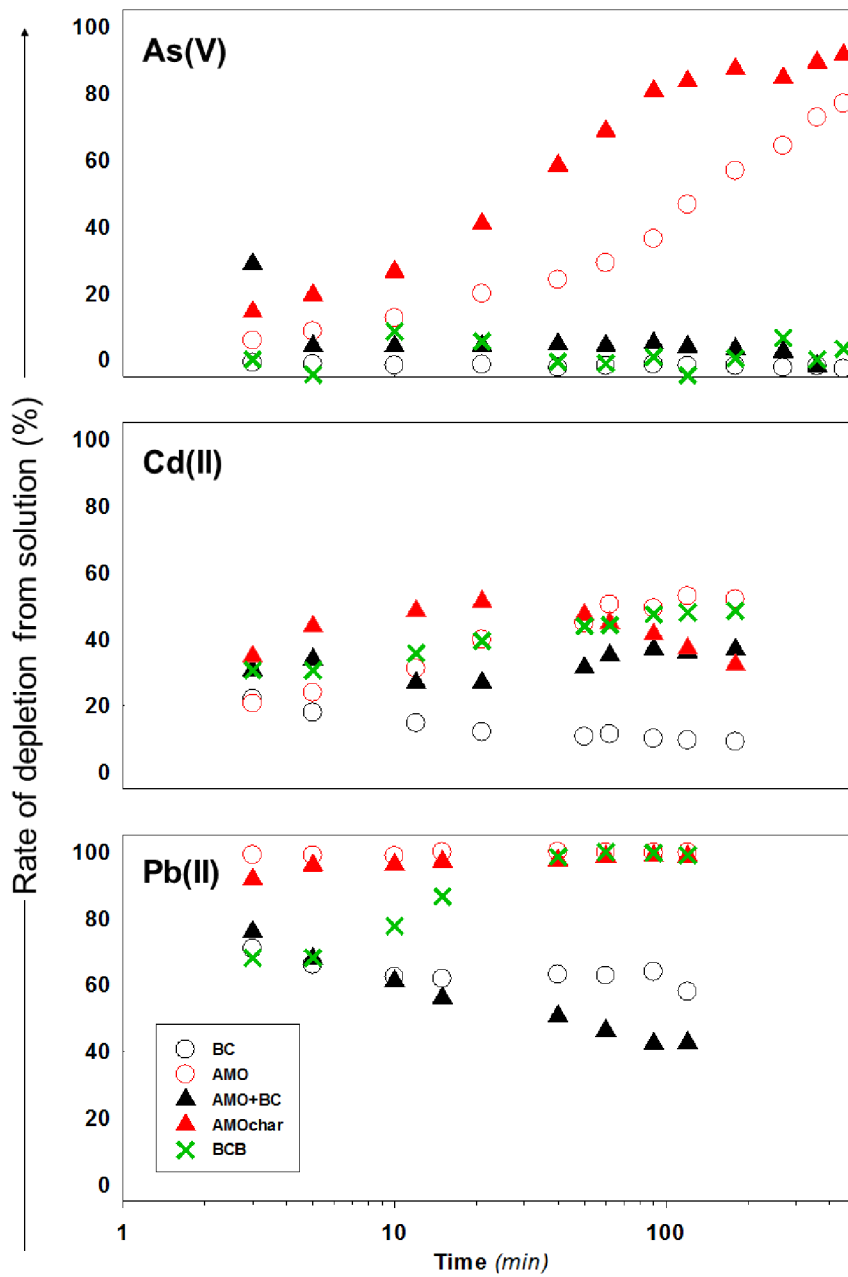 Rate of depletion from solution (%)
As(V)
100
80
60
40
20
0
Cd(II)
100
80
60
40
20
0
Pb(II)
100
80
60
40
20
0
BC
AMO
AMO+BC
AMOchar
BCB
1 10 100
Time (min)